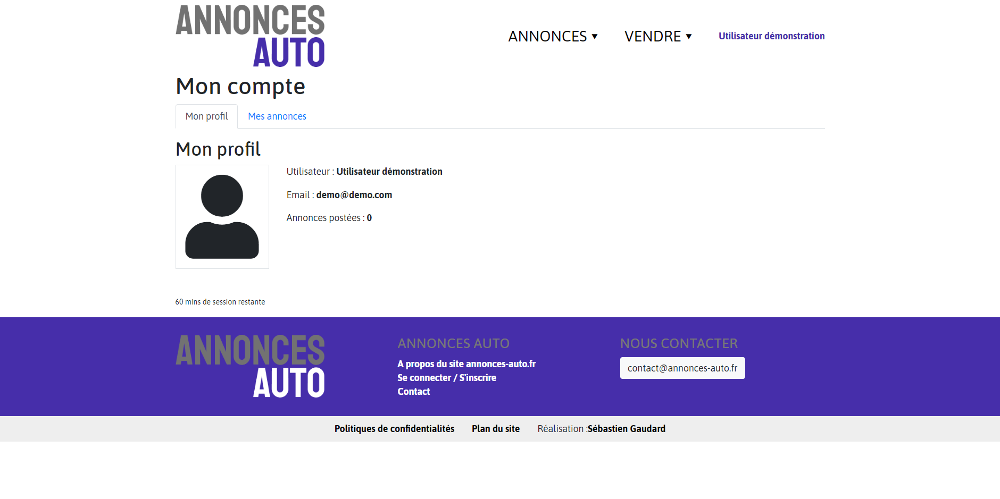 ANNONCES
AUTO
ANNONCES ▼
VENDRE ▼
Utilisateur démonstration
Mon compte
Mon profil
Mes annonces
Mon profil
Utilisateur : Utilisateur démonstration
Email : demo@demo.com
Annonces postées : 0
60 mins de session restante
ANNONCES
AUTO
ANNONCES AUTO
A propos du site annonces-auto.fr
Se connecter / S'inscrire
Contact
NOUS CONTACTER
contact@annonces-auto.fr
Politiques de confidentialités
Plan du site
Réalisation :Sébastien Gaudard